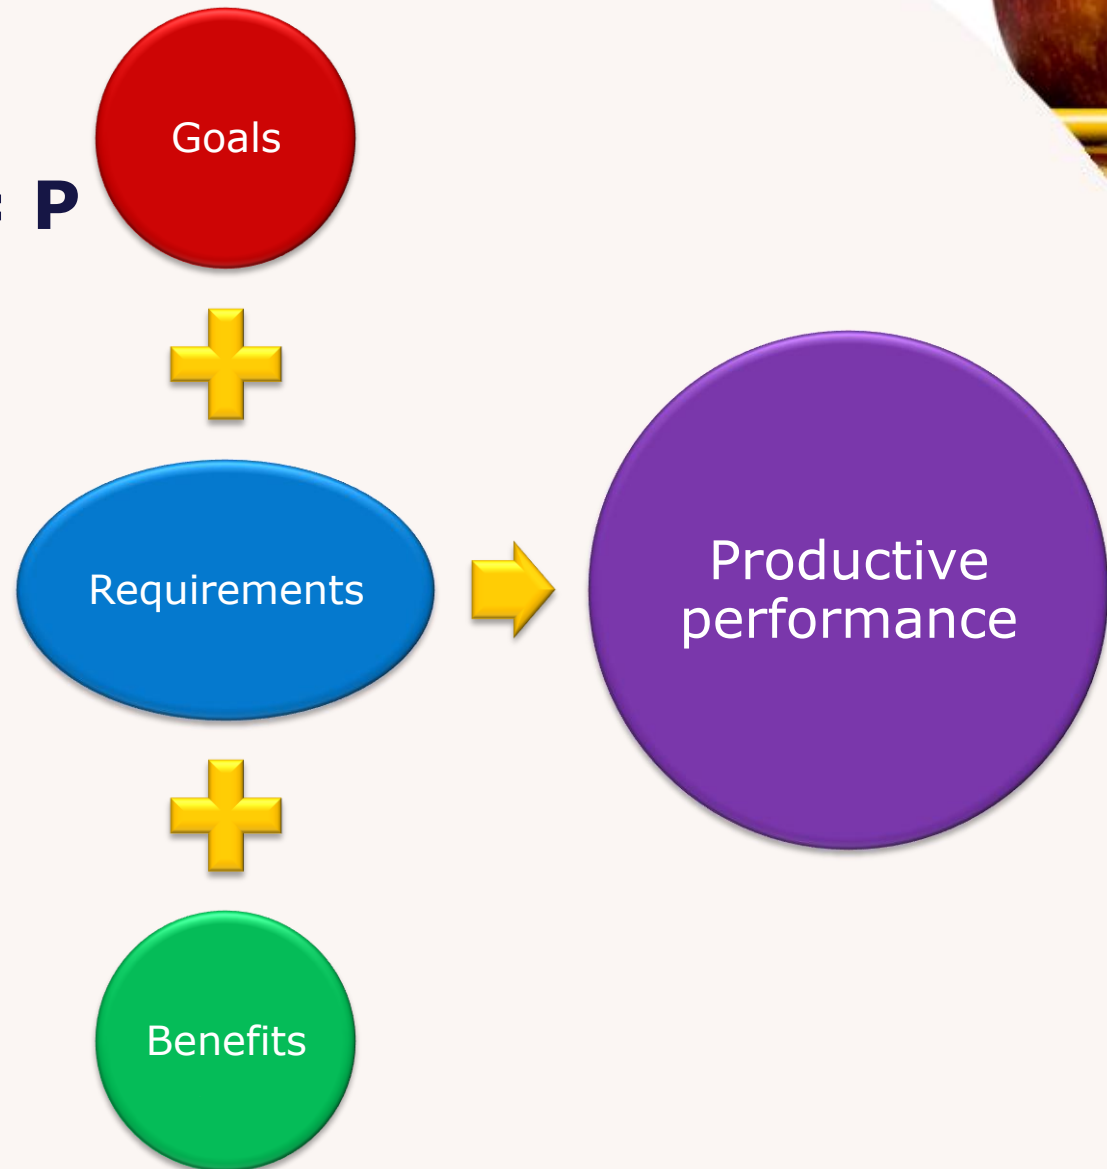 Goals
= P
Requirements
Productive
performance
Benefits